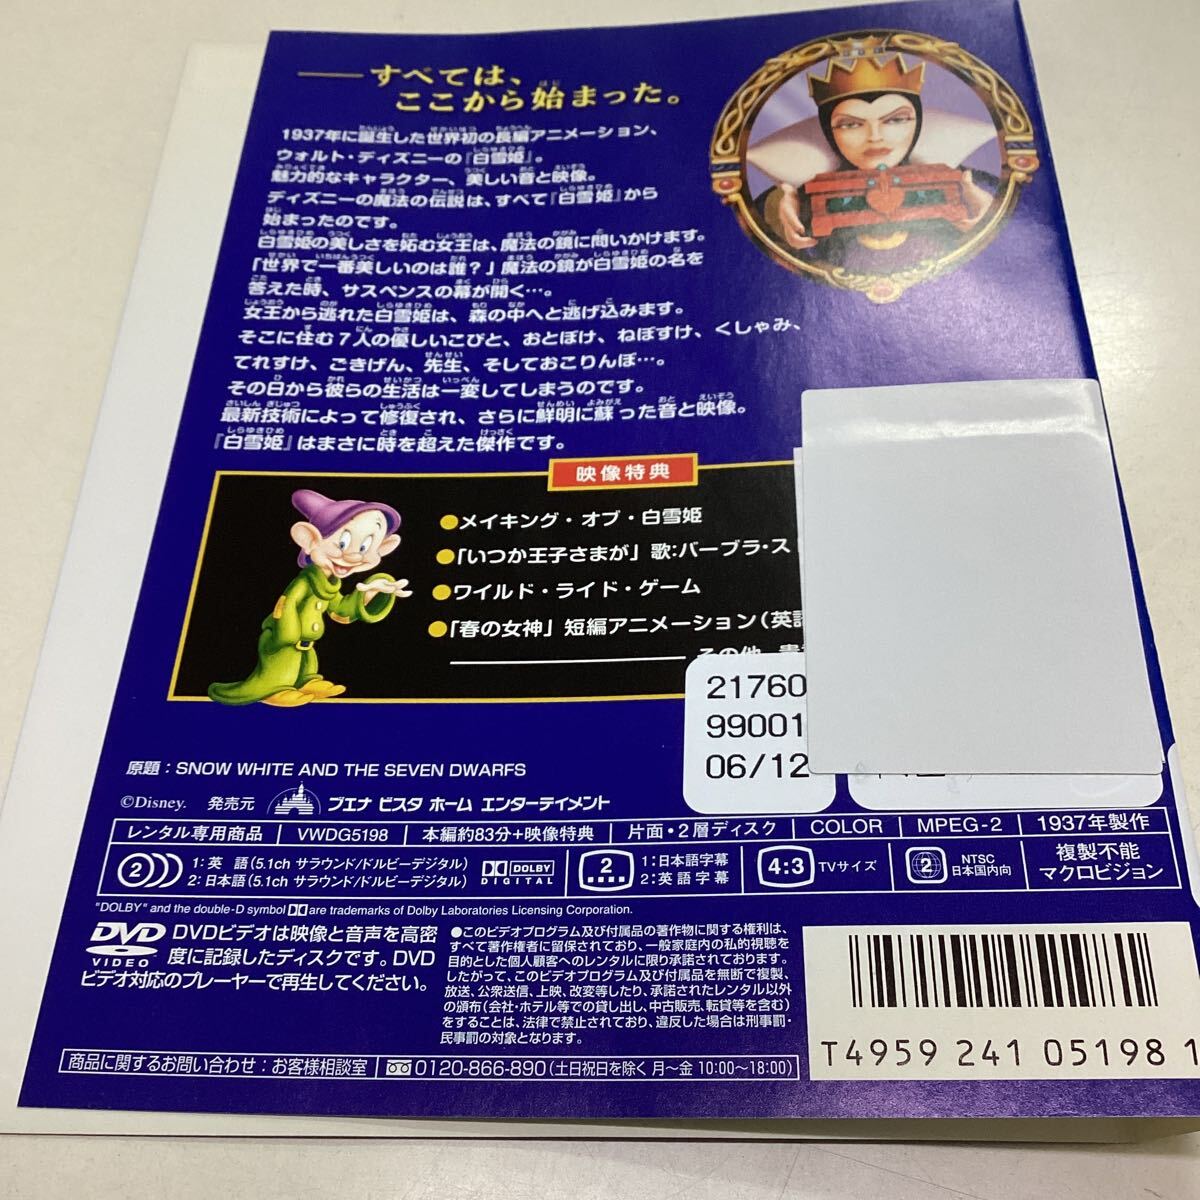 ──すべては、
ここから始まった。
1937年に誕生した世界初の長編アニメーション、
ウォルト・ディズニーの『白雪姫』。
魅力的なキャラクター、美しい音と映像。
ディズニーの魔法の伝説は、すべて『白雪姫』から
始まったのです。
白雪姫の美しさを妬む女王は、魔法の鏡に問いかけます。
「世界で一番美しいのは誰?」魔法の鏡が白雪姫の名を
答えた時、サスペンスの幕が開く…。
女王から逃れた白雪姫は、森の中へと逃げ込みます。
そこに住む7人の優しいこびと、おとぼけ、ねぼすけ、くしゃみ、
てれすけ、ごきげん、先生、そしておこりんぼ…。
その日から彼らの生活は一変してしまうのです。
最新技術によって修復され、さらに鮮明に蘇った音と映像。
『白雪姫』はまさに時を超えた傑作です。
映像特典
●メイキング・オブ・白雪姫
●「いつか王子さまが」歌:バーブラ・ス
●ワイルド・ライド・ゲーム
●「春の女神」短編アニメーション(英語
その他、貴
21760
99001
06/12
原題：SNOW WHITE AND THE SEVEN DWARFS
©Disney. 発売元 ブエナ ビスタ ホーム エンターテイメント
レンタル専用商品 VWDG5198 本編約83分+映像特典 片面・2層ディスク COLOR MPEG-2 1937年製作
2 1: 英語(5.1ch サラウンド/ドルビーデジタル)
2: 日本語(5.1ch サラウンド/ドルビーデジタル)
DOLBY DIGITAL
2 1:日本語字幕
2:英語字幕
4:3 TVサイズ
2 NTSC 日本国内向
複製不能
マクロビジョン
"DOLBY" and the double-D symbol are trademarks of Dolby Laboratories Licensing Corporation.
DVD VIDEO
DVDビデオは映像と音声を高密
度に記録したディスクです。DVD
ビデオ対応のプレーヤーで再生してください。
●このビデオプログラム及び付属品の著作物に関する権利は、
すべて著作権者に留保されており、一般家庭内の私的視聴を
目的とした個人顧客へのレンタルに限り承諾されております。
したがって、このビデオプログラム及び付属品を無断で複製、
放送、公衆送信、上映、改変等したり、承諾されたレンタル以外
の頒布(会社・ホテル等での貸し出し、中古販売、転貸等を含む)
をすることは、法律で禁止されており、違反した場合は刑事罰・
民事罰の対象となります。
商品に関するお問い合わせ：お客様相談室 0120-866-890(土日祝日を除く 月〜金 10:00〜18:00)
T4959 241 05198 1